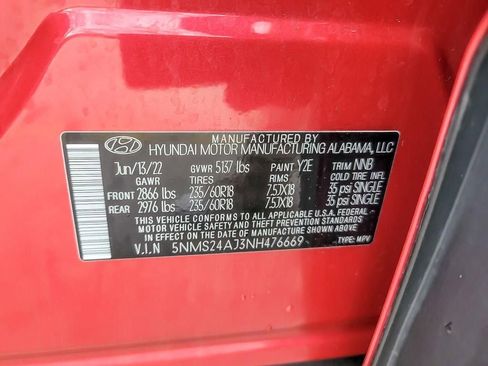 MANUFACTURED BY
HYUNDAI MOTOR MANUFACTURING ALABAMA, LLC
Jun/13/22 GVWR 5137 lbs PAINT Y2E TRIM NNB
GAWR TIRES RIMS COLD TIRE INFL
FRONT 2866 lbs 235/60R18 7.5JX18 35 psi SINGLE
REAR 2976 lbs 235/60R18 7.5JX18 35 psi SINGLE
THIS VEHICLE CONFORMS TO ALL APPLICABLE U.S.A. FEDERAL
MOTOR VEHICLE SAFETY AND THEFT PREVENTION STANDARDS
IN EFFECT ON THE DATE OF MANUFACTURE SHOWN ABOVE
V.I.N 5NMS24AJ3NH476669 TYPE: MPV